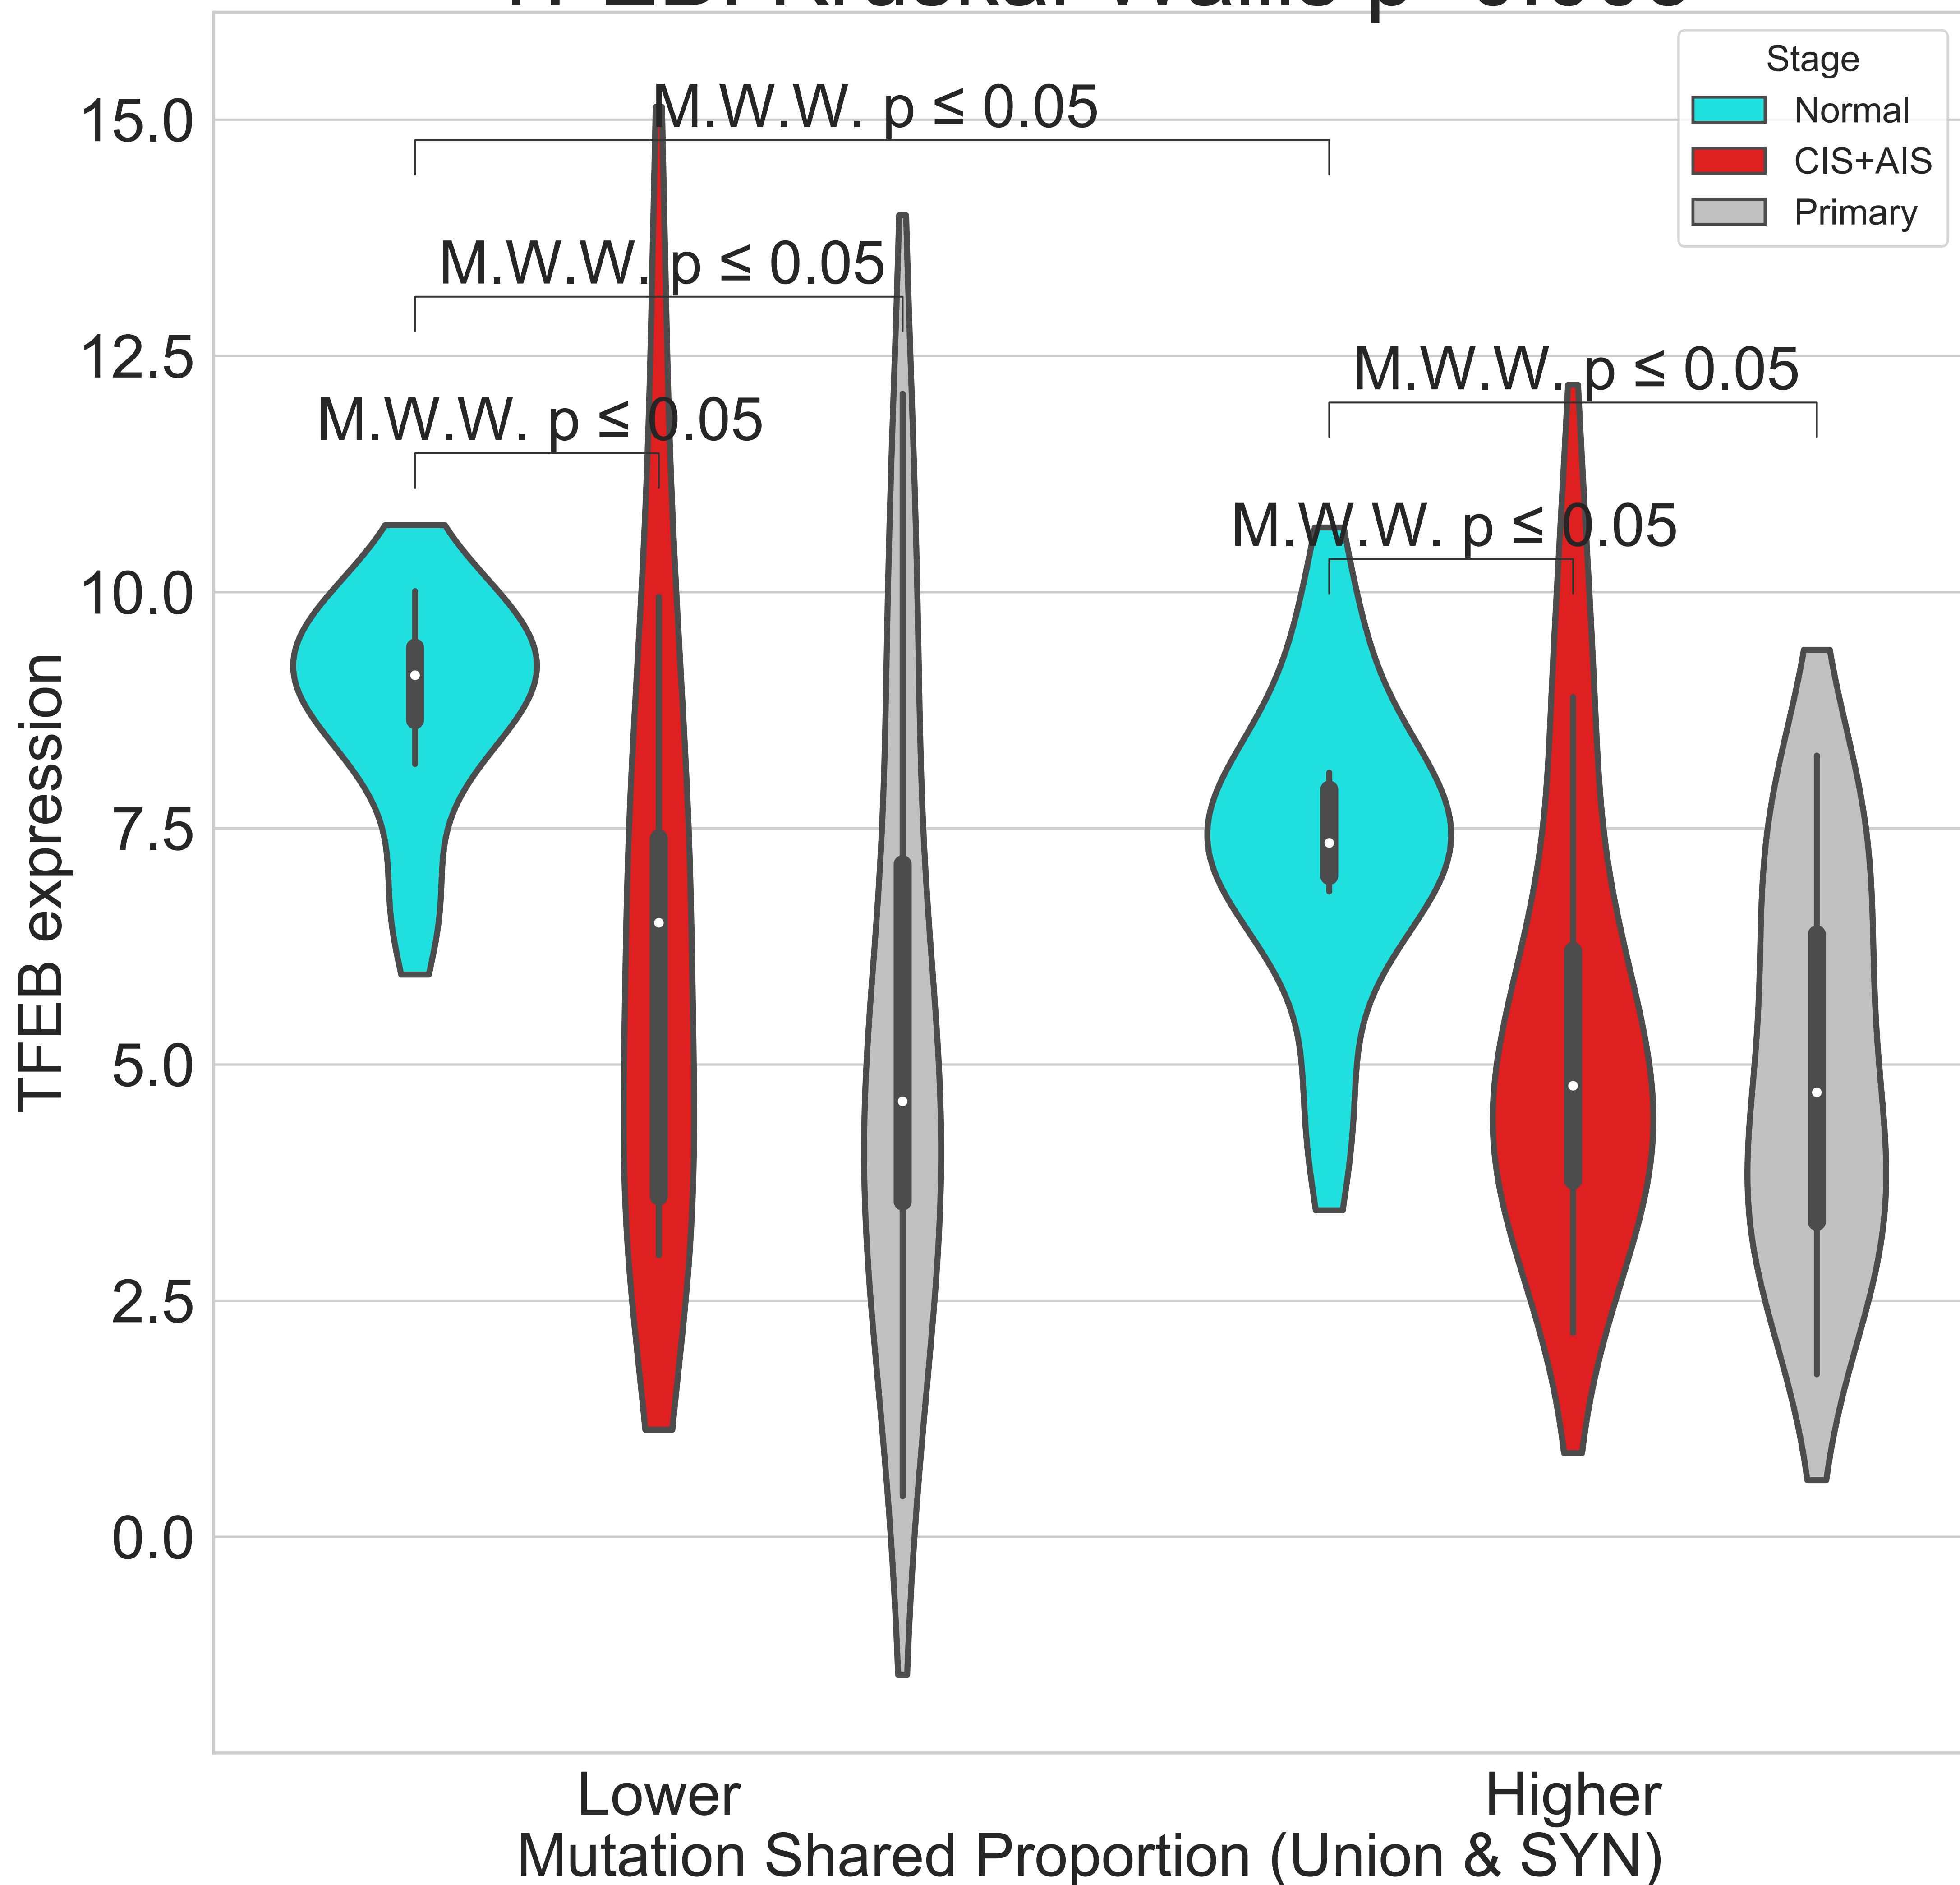 Stage
Normal
CIS+AIS
Primary
15.0
12.5
10.0
7.5
5.0
2.5
0.0
TFEB expression
M.W.W. p ≤ 0.05
M.W.W. p ≤ 0.05
M.W.W. p ≤ 0.05
M.W.W. p ≤ 0.05
M.W.W. p ≤ 0.05
Lower
Higher
Mutation Shared Proportion (Union & SYN)